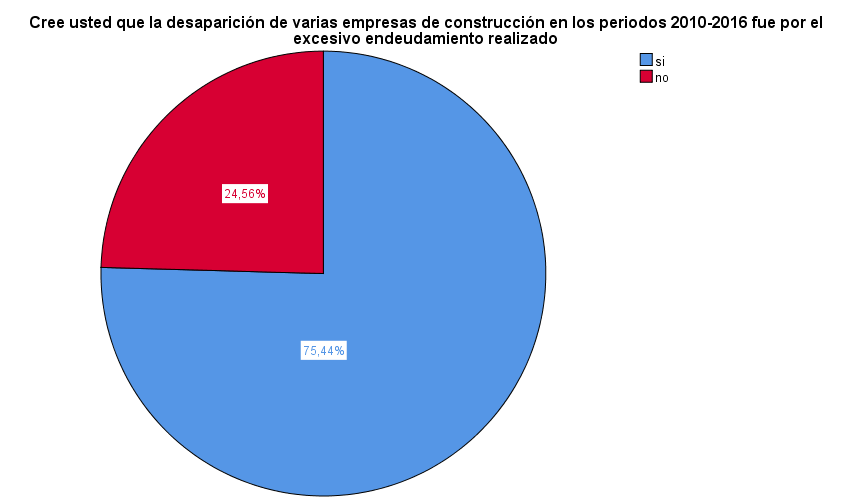 Cree usted que la desaparición de varias empresas de construcción en los periodos 2010-2016 fue por el
excesivo endeudamiento realizado
si
no
24,56%
75,44%